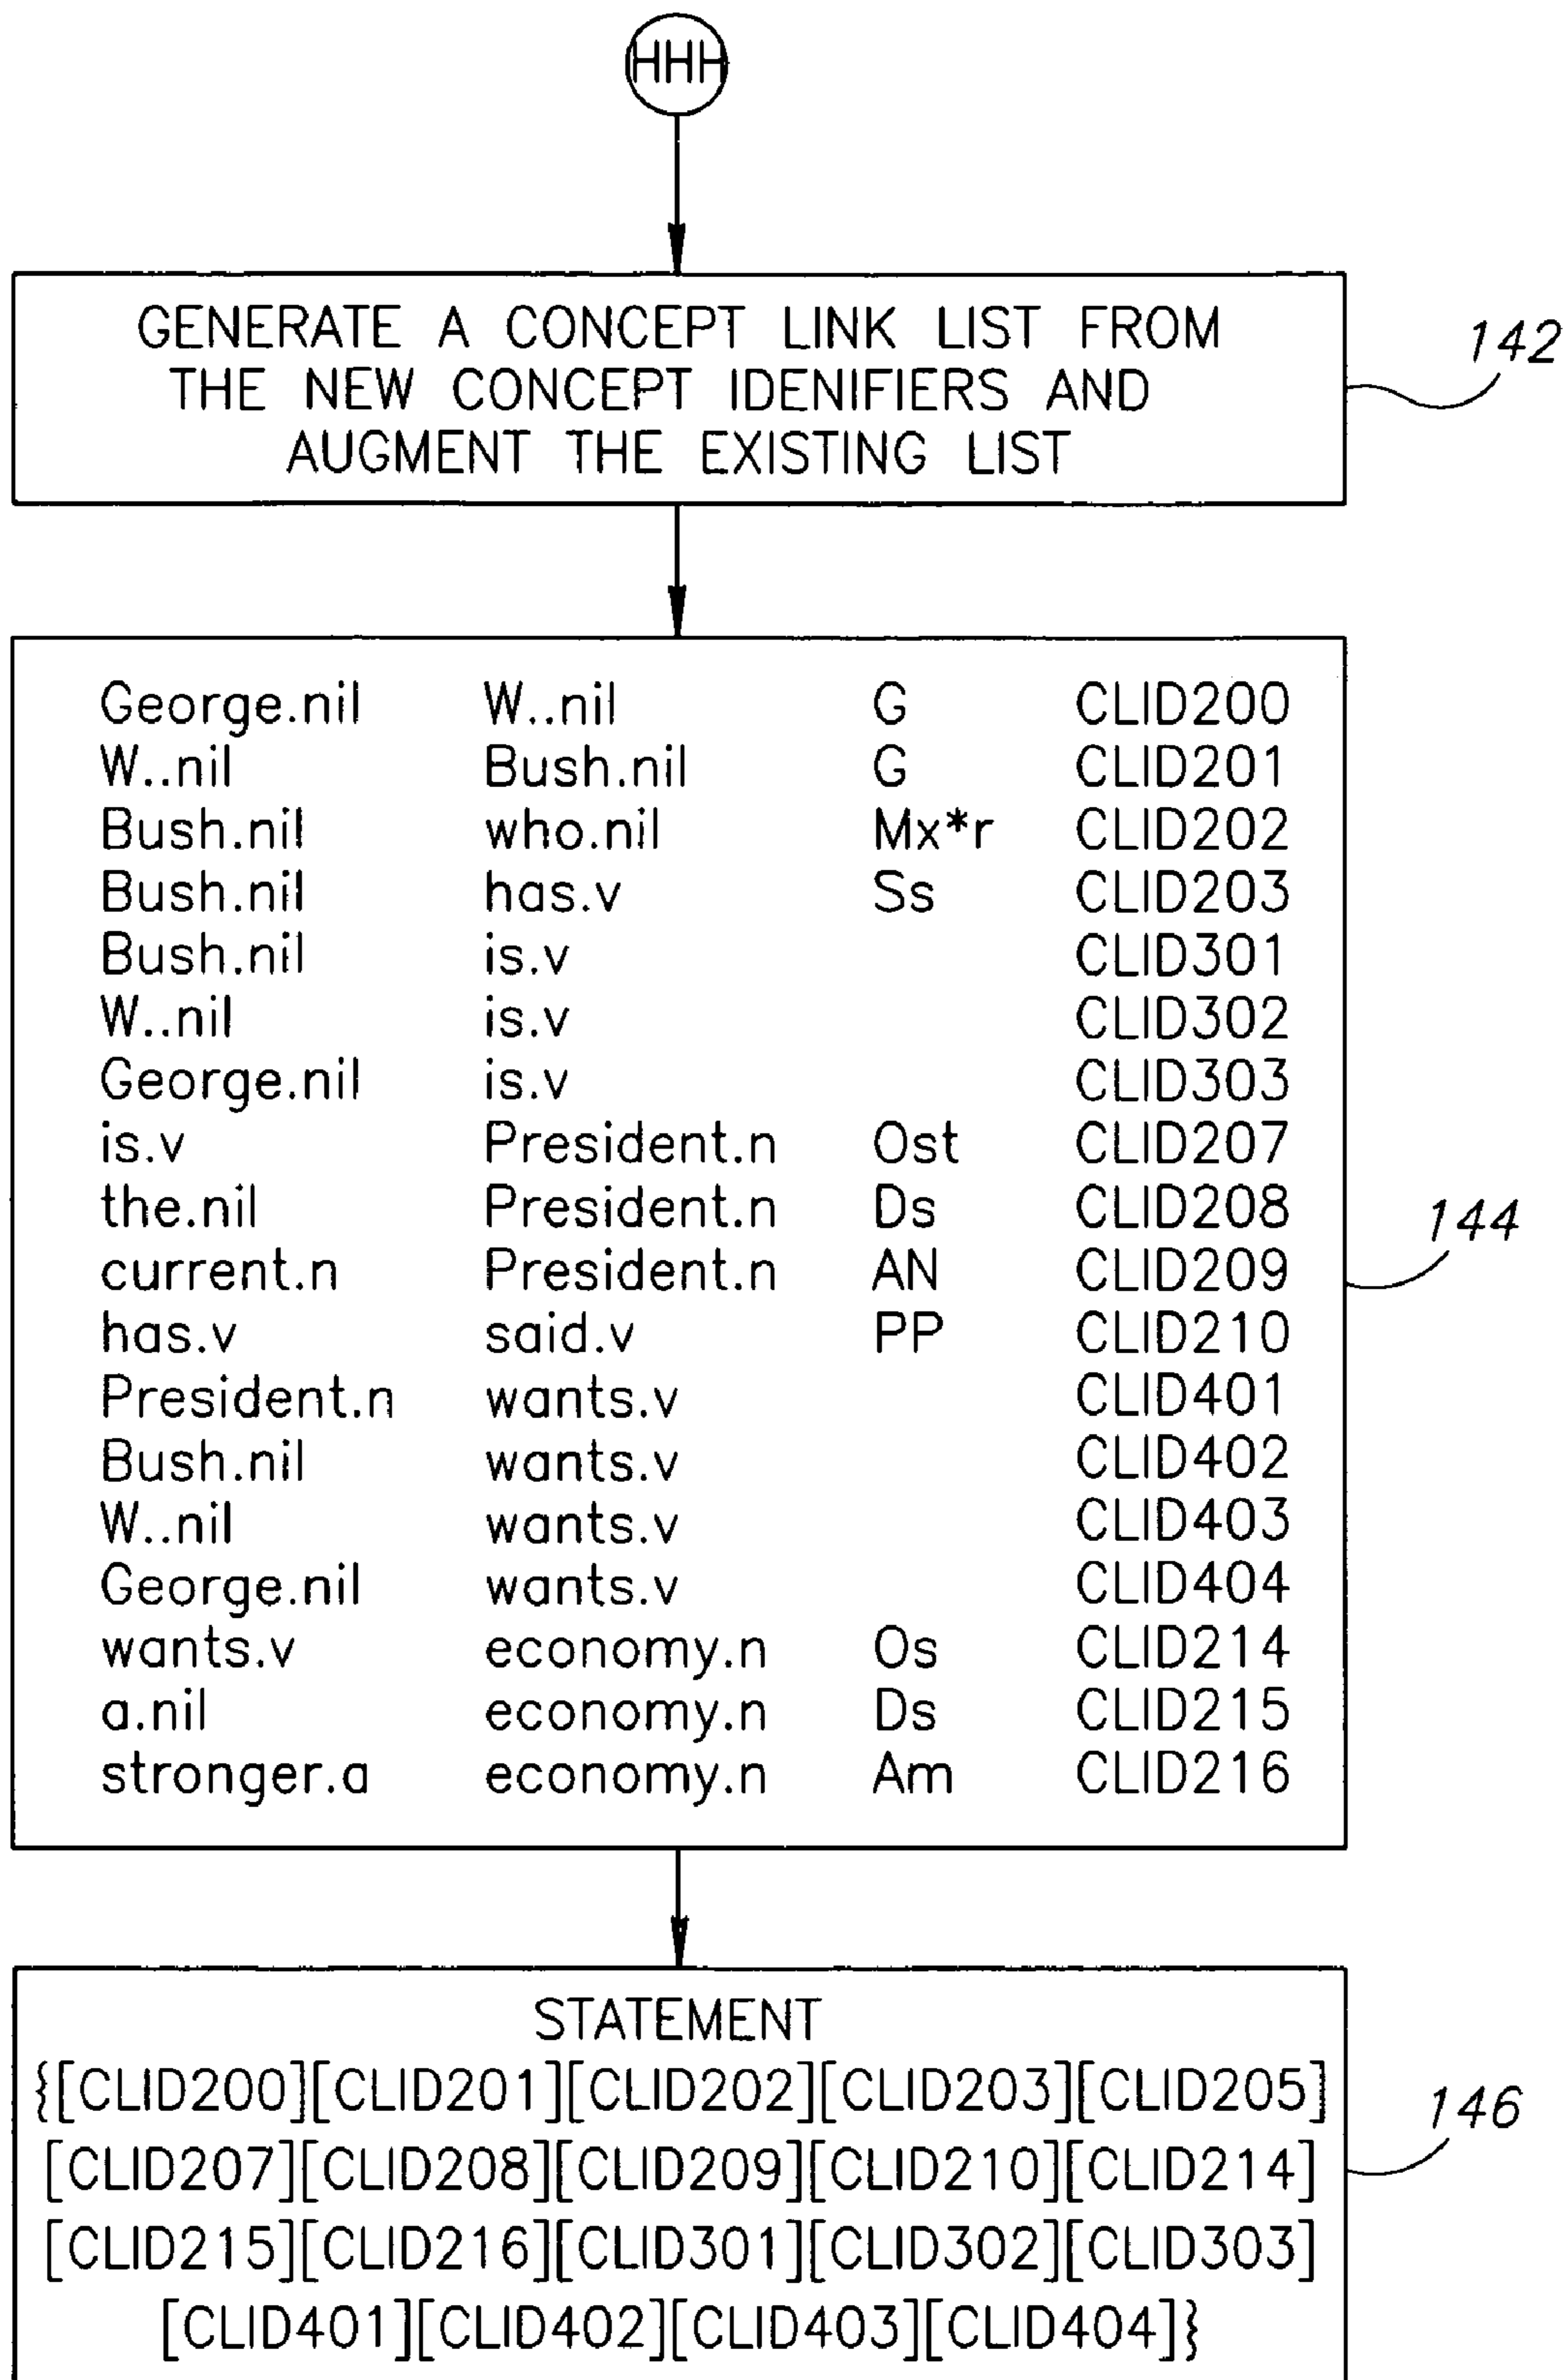 HHH
GENERATE A CONCEPT LINK LIST FROM
THE NEW CONCEPT IDENIFIERS AND
AUGMENT THE EXISTING LIST
142
George.nil W..nil G CLID200
W..nil Bush.nil G CLID201
Bush.nil who.nil Mx*r CLID202
Bush.nil has.v Ss CLID203
Bush.nil is.v CLID301
W..nil is.v CLID302
George.nil is.v CLID303
is.v President.n Ost CLID207
the.nil President.n Ds CLID208
current.n President.n AN CLID209
has.v said.v PP CLID210
President.n wants.v CLID401
Bush.nil wants.v CLID402
W..nil wants.v CLID403
George.nil wants.v CLID404
wants.v economy.n Os CLID214
a.nil economy.n Ds CLID215
stronger.a economy.n Am CLID216
144
STATEMENT
{[CLID200][CLID201][CLID202][CLID203][CLID205]
[CLID207][CLID208][CLID209][CLID210][CLID214]
[CLID215][CLID216][CLID301][CLID302][CLID303]
[CLID401][CLID402][CLID403][CLID404]}
146